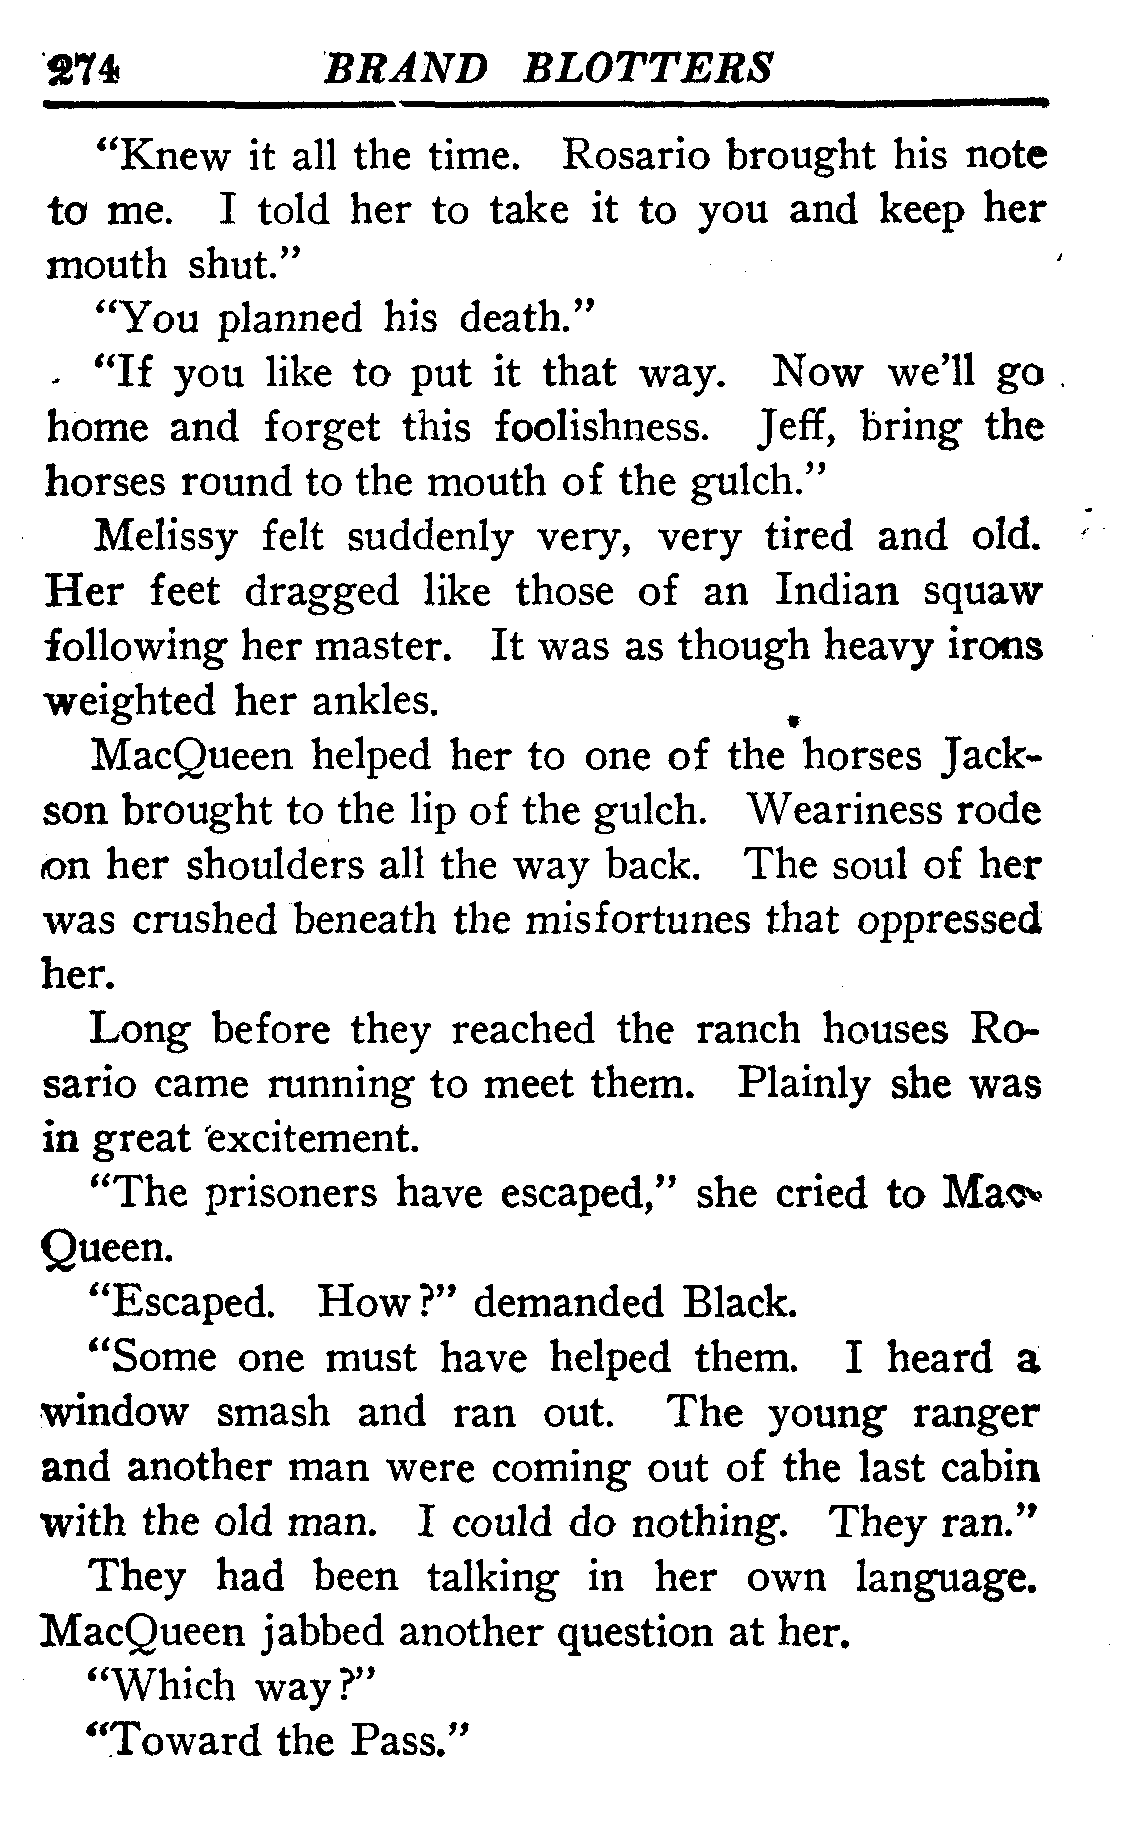 274 BRAND BLOTTERS
“Knew it all the time. Rosario brought his note
to me. I told her to take it to you and keep her
mouth shut.”
“You planned his death.”
“If you like to put it that way. Now we’ll go
home and forget this foolishness. Jeff, bring the
horses round to the mouth of the gulch.”
Melissy felt suddenly very, very tired and old.
Her feet dragged like those of an Indian squaw
following her master. It was as though heavy irons
weighted her ankles.
MacQueen helped her to one of the horses Jack-
son brought to the lip of the gulch. Weariness rode
on her shoulders all the way back. The soul of her
was crushed beneath the misfortunes that oppressed
her.
Long before they reached the ranch houses Ro-
sario came running to meet them. Plainly she was
in great excitement.
“The prisoners have escaped,” she cried to Mac-
Queen.
“Escaped. How?” demanded Black.
“Some one must have helped them. I heard a
window smash and ran out. The young ranger
and another man were coming out of the last cabin
with the old man. I could do nothing. They ran.”
They had been talking in her own language.
MacQueen jabbed another question at her.
“Which way?”
“Toward the Pass.”